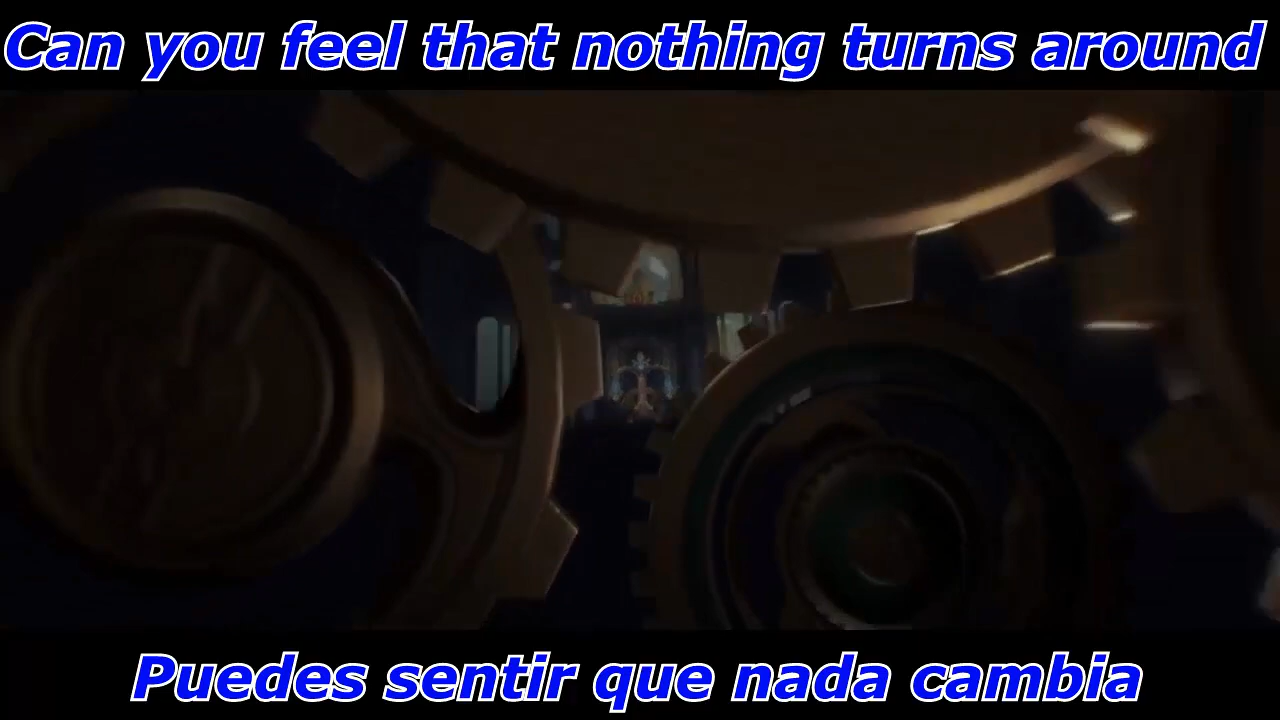 Can you feel that nothing turns around
Puedes sentir que nada cambia